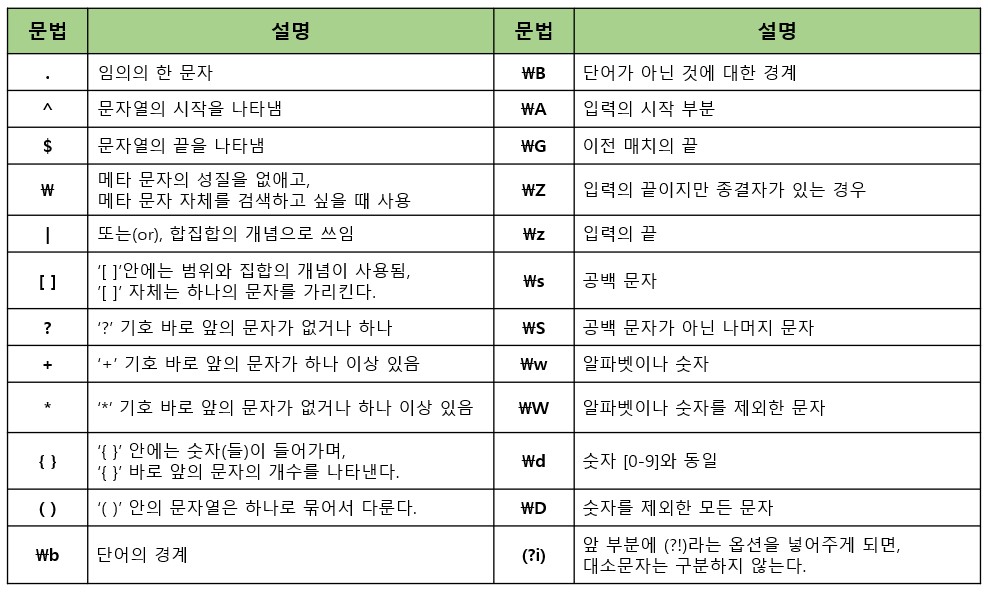 문법 설명 문법 설명
. 임의의 한 문자 ₩B 단어가 아닌 것에 대한 경계
^ 문자열의 시작을 나타냄 ₩A 입력의 시작 부분
$ 문자열의 끝을 나타냄 ₩G 이전 매치의 끝
₩ 메타 문자의 성질을 없애고,
메타 문자 자체를 검색하고 싶을 때 사용
₩Z 입력의 끝이지만 종결자가 있는 경우
| 또는(or), 합집합의 개념으로 쓰임 ₩z 입력의 끝
[ ] ‘[ ]’안에는 범위와 집합의 개념이 사용됨,
‘[ ]’ 자체는 하나의 문자를 가리킨다.
₩s 공백 문자
? ‘?’ 기호 바로 앞의 문자가 없거나 하나 ₩S 공백 문자가 아닌 나머지 문자
+ ‘+’ 기호 바로 앞의 문자가 하나 이상 있음 ₩w 알파벳이나 숫자
* ‘*’ 기호 바로 앞의 문자가 없거나 하나 이상 있음 ₩W 알파벳이나 숫자를 제외한 문자
{ } ‘{ }’ 안에는 숫자(들)이 들어가며,
‘{ }’ 바로 앞의 문자의 개수를 나타낸다.
₩d 숫자 [0-9]와 동일
( ) ‘( )’ 안의 문자열은 하나로 묶어서 다룬다. ₩D 숫자를 제외한 모든 문자
₩b 단어의 경계 (?i) 앞 부분에 (?!)라는 옵션을 넣어주게 되면,
대소문자는 구분하지 않는다.